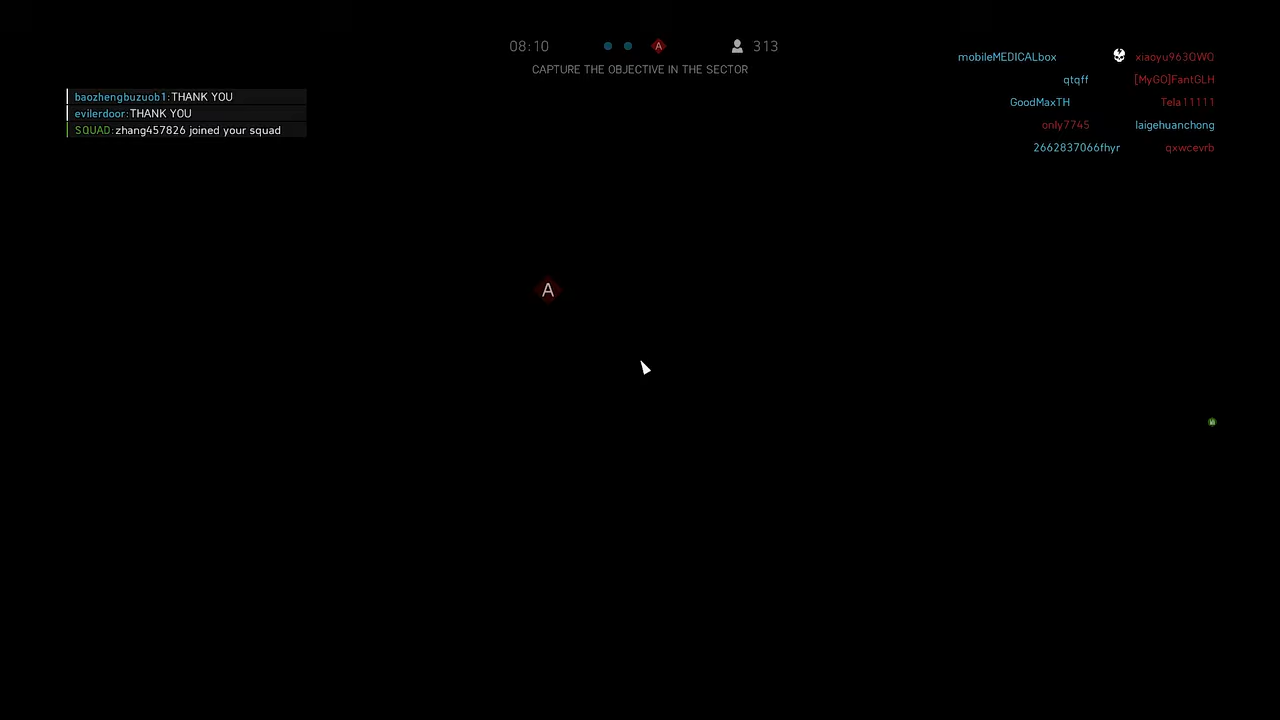 08:10 A 313
CAPTURE THE OBJECTIVE IN THE SECTOR
mobileMEDICALbox xiaoyu963QWQ
qtqff [MyGO]FantGLH
GoodMaxTH Tela11111
only7745 laigehuanchong
2662837066fhyr qxwcevrb
baozhengbuzuob1:THANK YOU
evilerdoor:THANK YOU
SQUAD:zhang457826 joined your squad
A